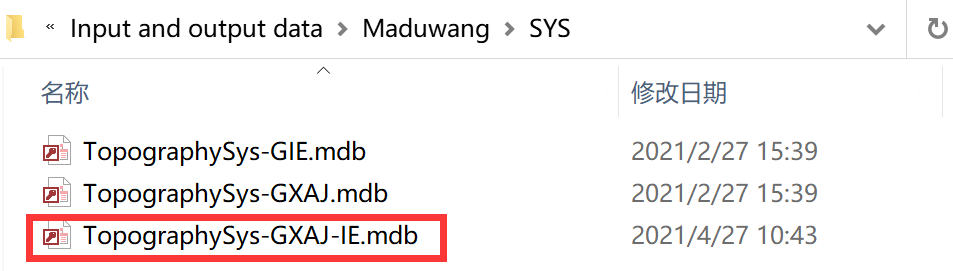 « Input and output data > Maduwang > SYS
名称 修改日期
TopographySys-GIE.mdb 2021/2/27 15:39
TopographySys-GXAJ.mdb 2021/2/27 15:39
TopographySys-GXAJ-IE.mdb 2021/4/27 10:43